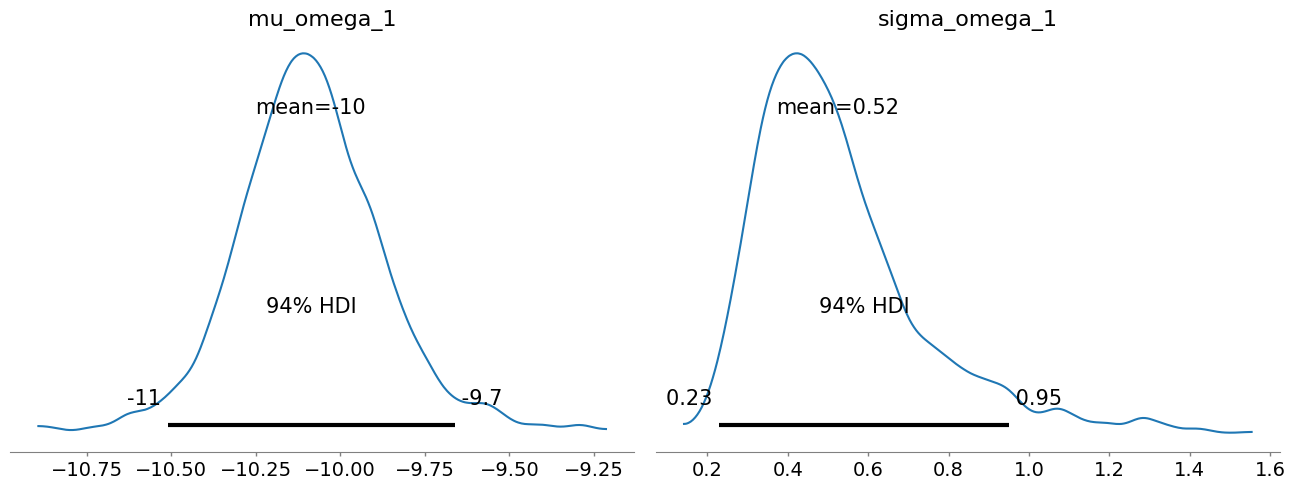 mu_omega_1
mean=-10
94% HDI
-11
-9.7
−10.75 −10.50 −10.25 −10.00 −9.75 −9.50 −9.25
sigma_omega_1
mean=0.52
94% HDI
0.23
0.95
0.2 0.4 0.6 0.8 1.0 1.2 1.4 1.6